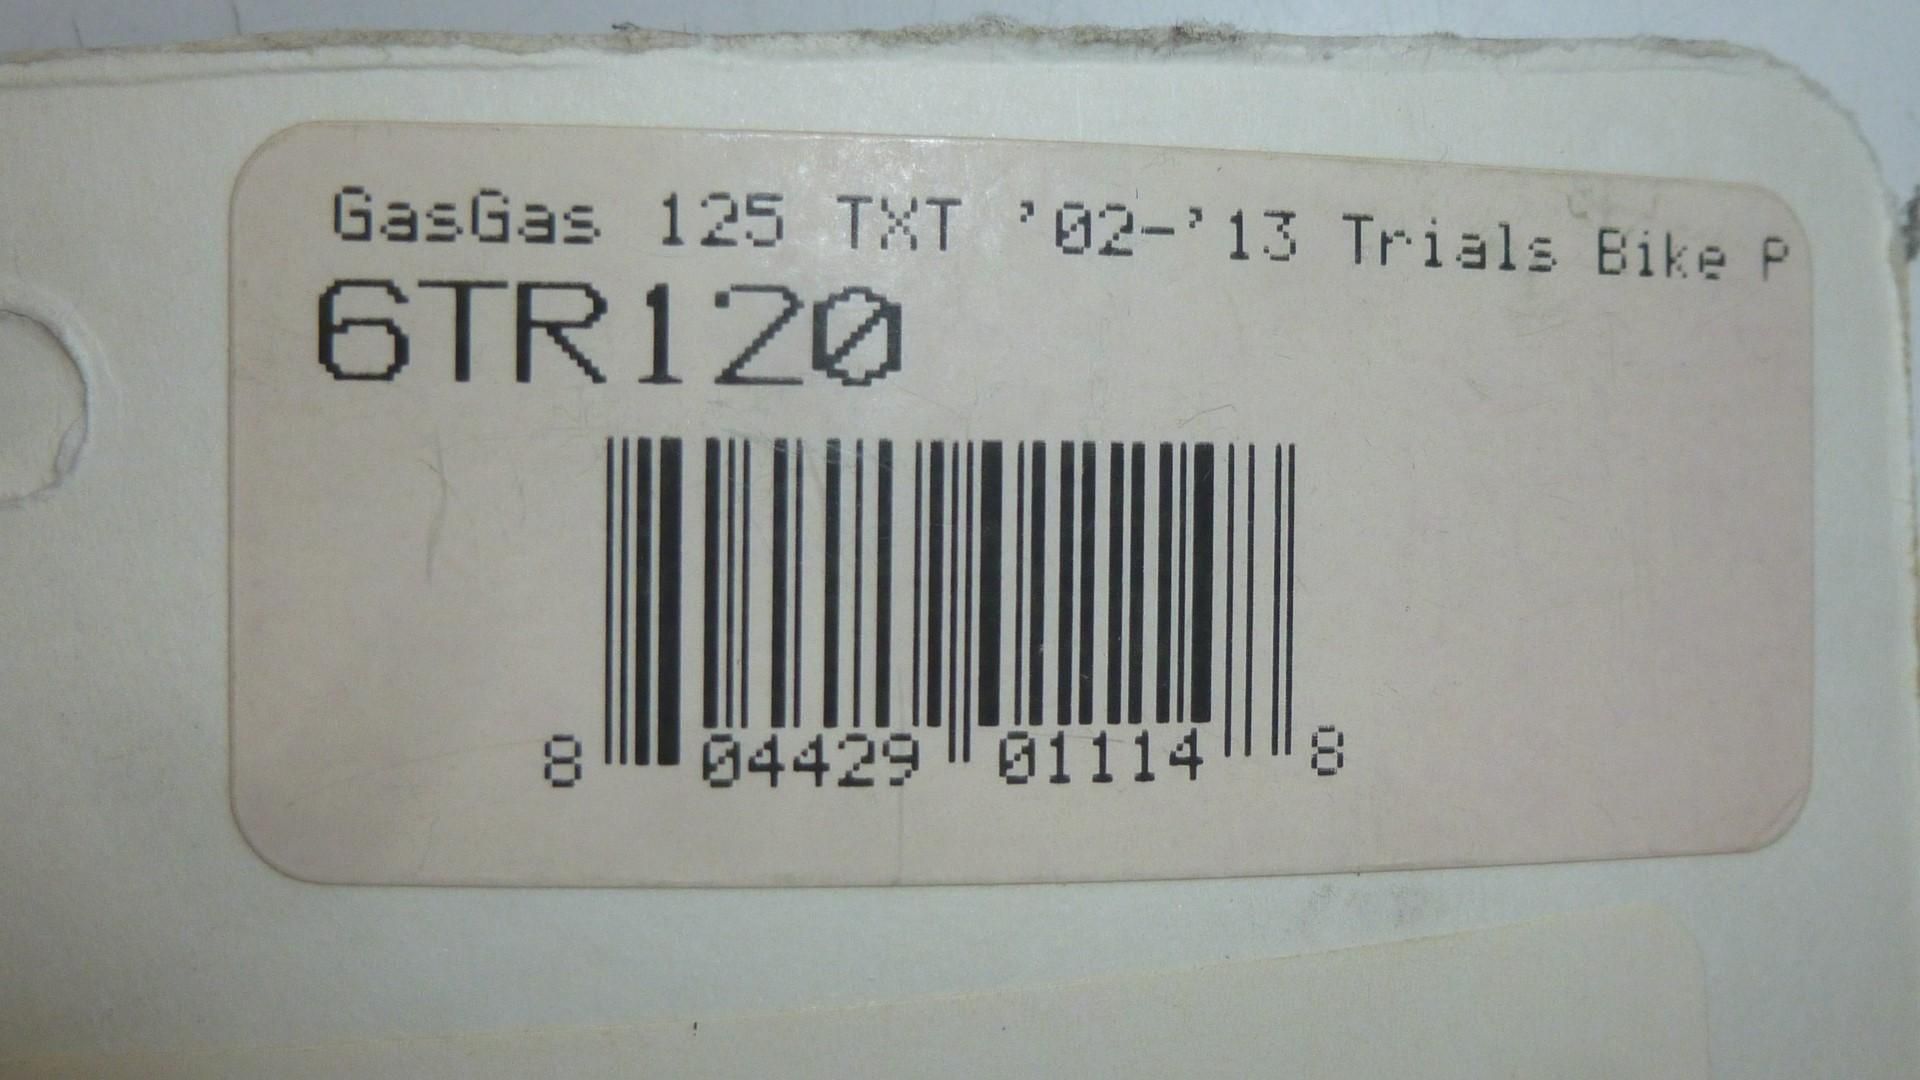 GasGas 125 TXT '02-'13 Trials Bike P
6TR120
8 04429 01114 8